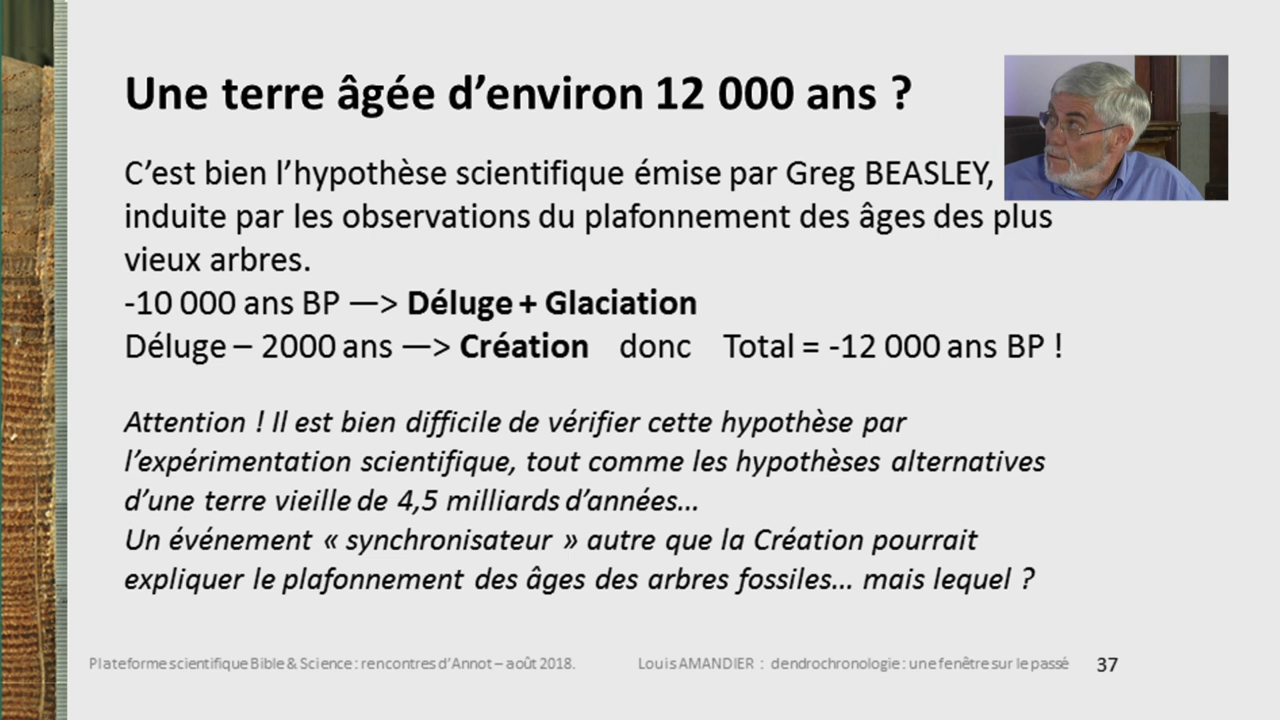 Une terre âgée d’environ 12 000 ans ?
C’est bien l’hypothèse scientifique émise par Greg BEASLEY,
induite par les observations du plafonnement des âges des plus
vieux arbres.
-10 000 ans BP —> Déluge + Glaciation
Déluge – 2000 ans —> Création donc Total = -12 000 ans BP !
Attention ! Il est bien difficile de vérifier cette hypothèse par
l’expérimentation scientifique, tout comme les hypothèses alternatives
d’une terre vieille de 4,5 milliards d’années...
Un événement « synchronisateur » autre que la Création pourrait
expliquer le plafonnement des âges des arbres fossiles... mais lequel ?
Plateforme scientifique Bible & Science : rencontres d’Annot – août 2018. Louis AMANDIER : dendrochronologie : une fenêtre sur le passé 37